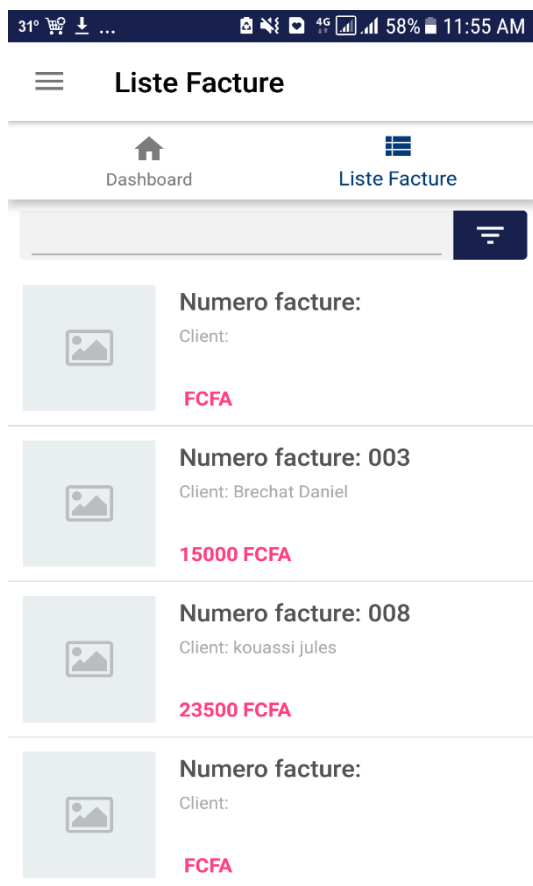 31° ... 4G 58% 11:55 AM
Liste Facture
Dashboard Liste Facture
Numero facture:
Client:
FCFA
Numero facture: 003
Client: Brechat Daniel
15000 FCFA
Numero facture: 008
Client: kouassi jules
23500 FCFA
Numero facture:
Client:
FCFA